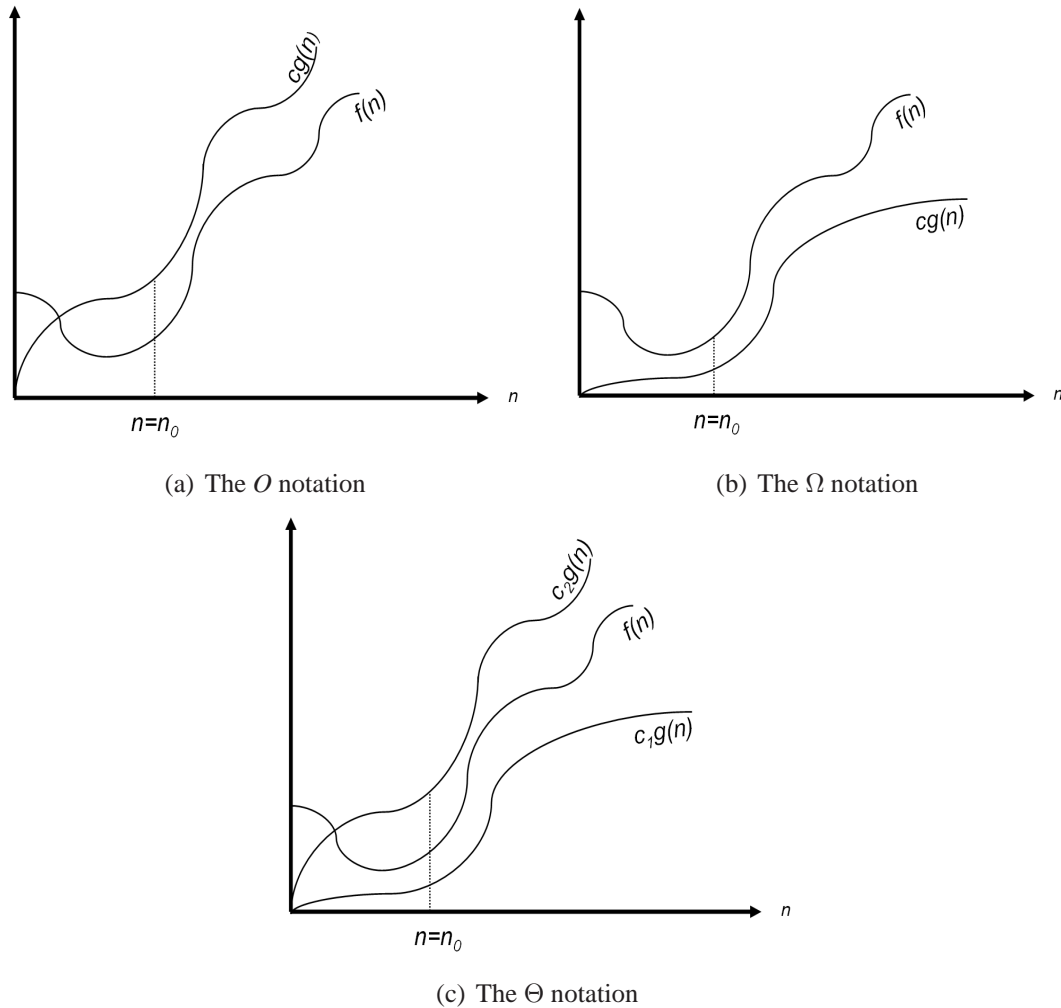 cg(n)
f(n)
n
n=n₀
(a) The O notation
f(n)
cg(n)
n
n=n₀
(b) The Ω notation
c₂g(n)
f(n)
c₁g(n)
n
n=n₀
(c) The Θ notation